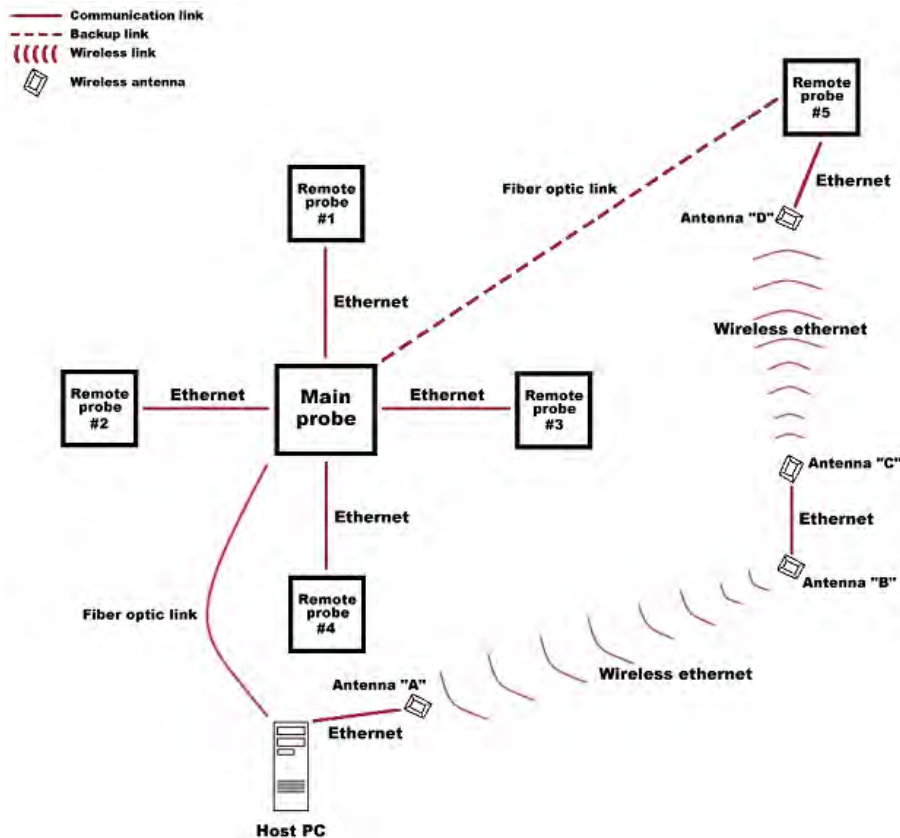 Communication link
Backup link
Wireless link
Wireless antenna
Remote
probe
#5
Ethernet
Fiber optic link
Antenna "D"
Remote
probe
#1
Ethernet
Wireless ethernet
Remote
probe
#2
Ethernet
Main
probe
Ethernet
Remote
probe
#3
Antenna "C"
Ethernet
Ethernet
Antenna "B"
Remote
probe
#4
Fiber optic link
Wireless ethernet
Antenna "A"
Ethernet
Host PC